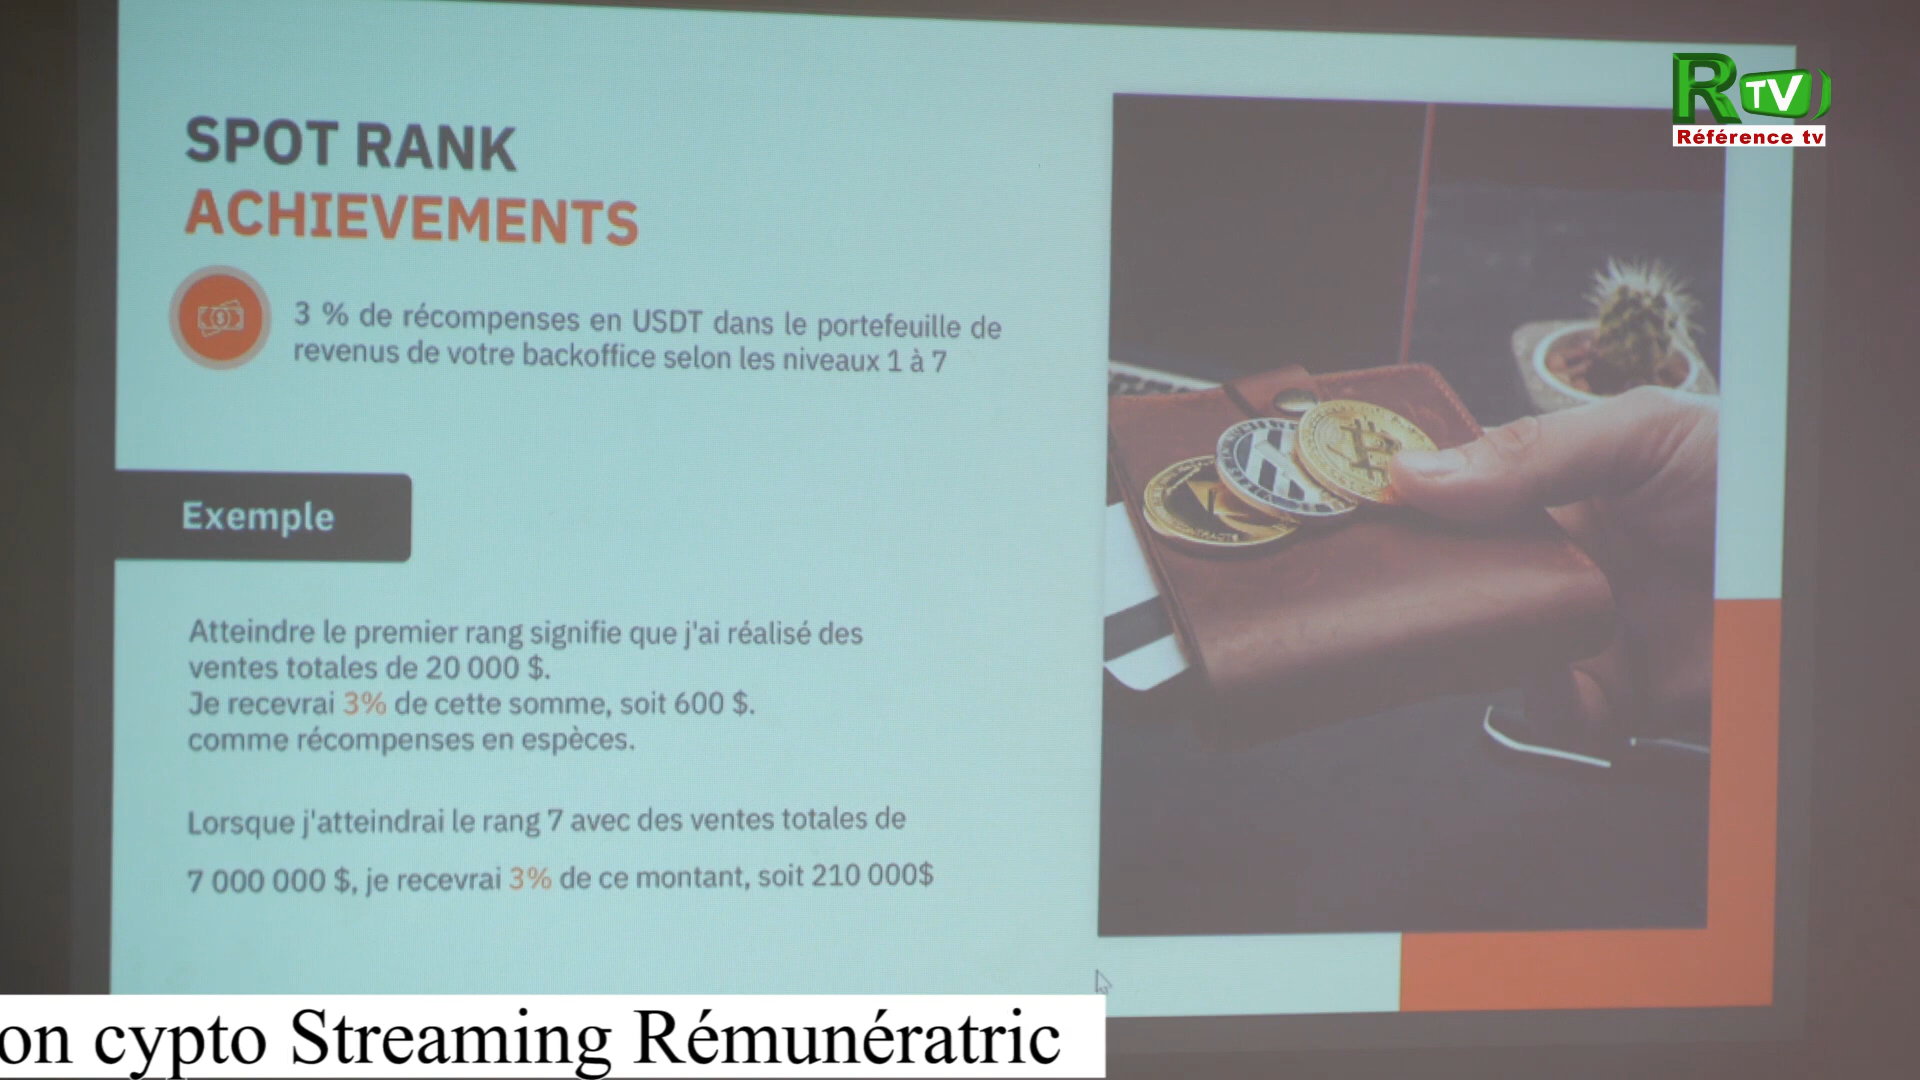 R TV
Référence tv
SPOT RANK
ACHIEVEMENTS
3 % de récompenses en USDT dans le portefeuille de
revenus de votre backoffice selon les niveaux 1 à 7
Exemple
Atteindre le premier rang signifie que j'ai réalisé des
ventes totales de 20 000 $.
Je recevrai 3% de cette somme, soit 600 $.
comme récompenses en espèces.
Lorsque j'atteindrai le rang 7 avec des ventes totales de
7 000 000 $, je recevrai 3% de ce montant, soit 210 000$
on cypto Streaming Rémunératric